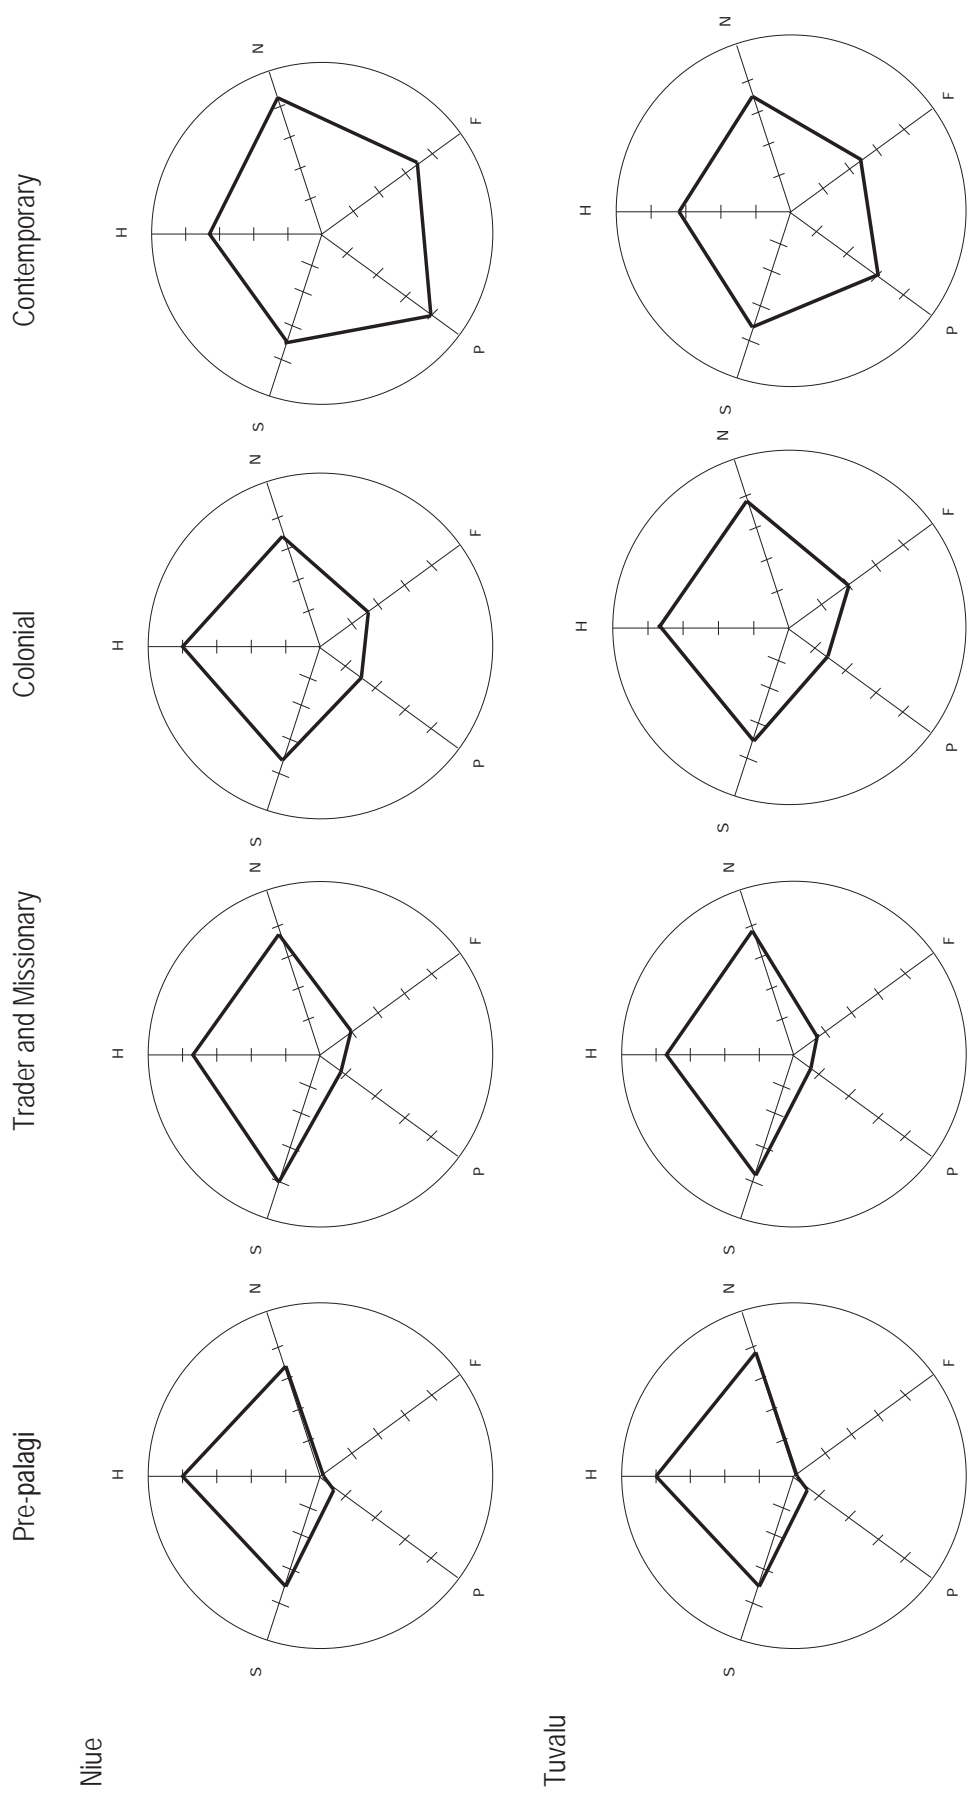 Pre-palagi Trader and Missionary Colonial Contemporary
Niue
H H H H
S N S N S N S N
P F P F P F P F
Tuvalu
H H H H
S N S N S N S N
P F P F P F P F